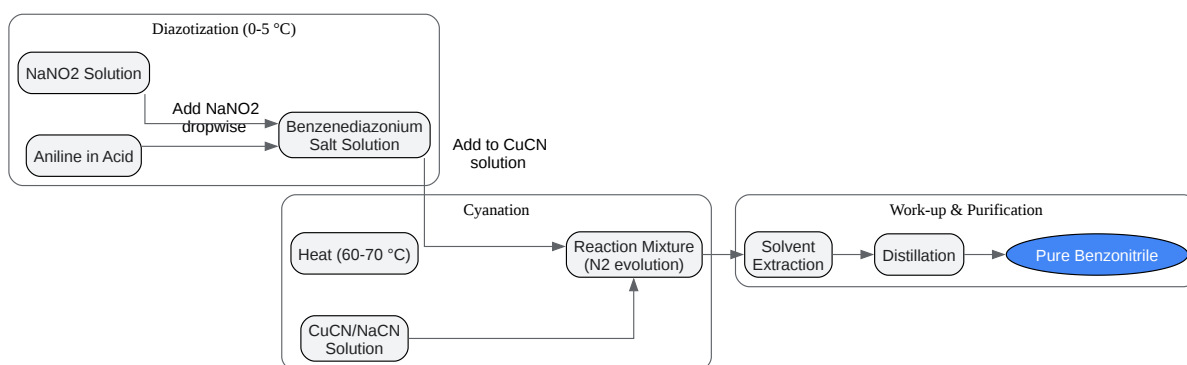 Diazotization (0-5 °C)
NaNO2 Solution
Add NaNO2
dropwise
Aniline in Acid
Benzenediazonium
Salt Solution
Add to CuCN
solution
Cyanation
Heat (60-70 °C)
Reaction Mixture
(N2 evolution)
CuCN/NaCN
Solution
Work-up & Purification
Solvent
Extraction
Distillation
Pure Benzonitrile